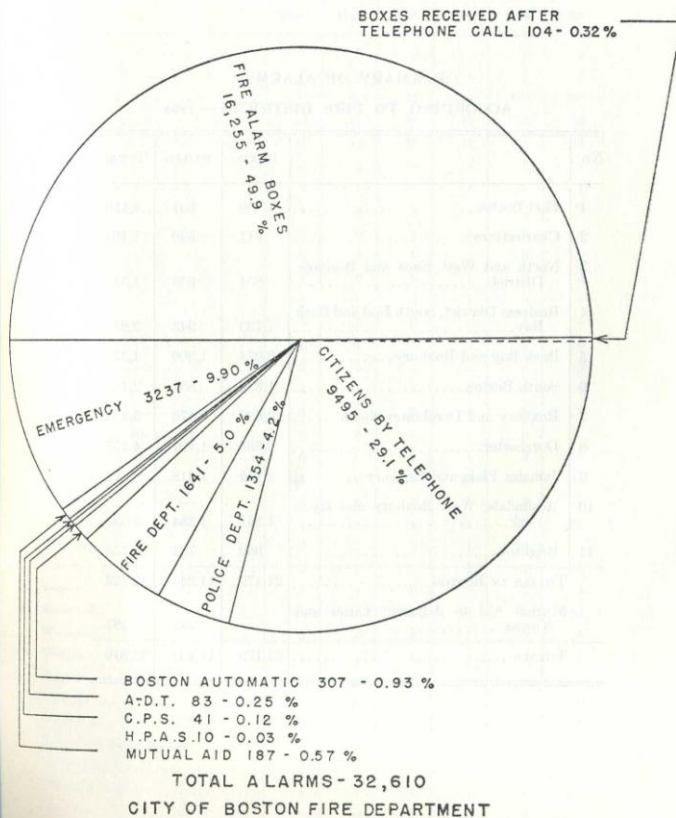 BOXES RECEIVED AFTER
TELEPHONE CALL 104 - 0.32 %
FIRE ALARM BOXES
16,255 - 49.9 %
EMERGENCY 3237 - 9.90 %
CITIZENS BY TELEPHONE
9495 - 29.1 %
FIRE DEPT. 1641 - 5.0 %
POLICE DEPT. 1354 - 4.2 %
BOSTON AUTOMATIC 307 - 0.93 %
A.D.T. 83 - 0.25 %
C.P.S. 41 - 0.12 %
H.P.A.S. 10 - 0.03 %
MUTUAL AID 187 - 0.57 %
TOTAL ALARMS - 32,610
CITY OF BOSTON FIRE DEPARTMENT